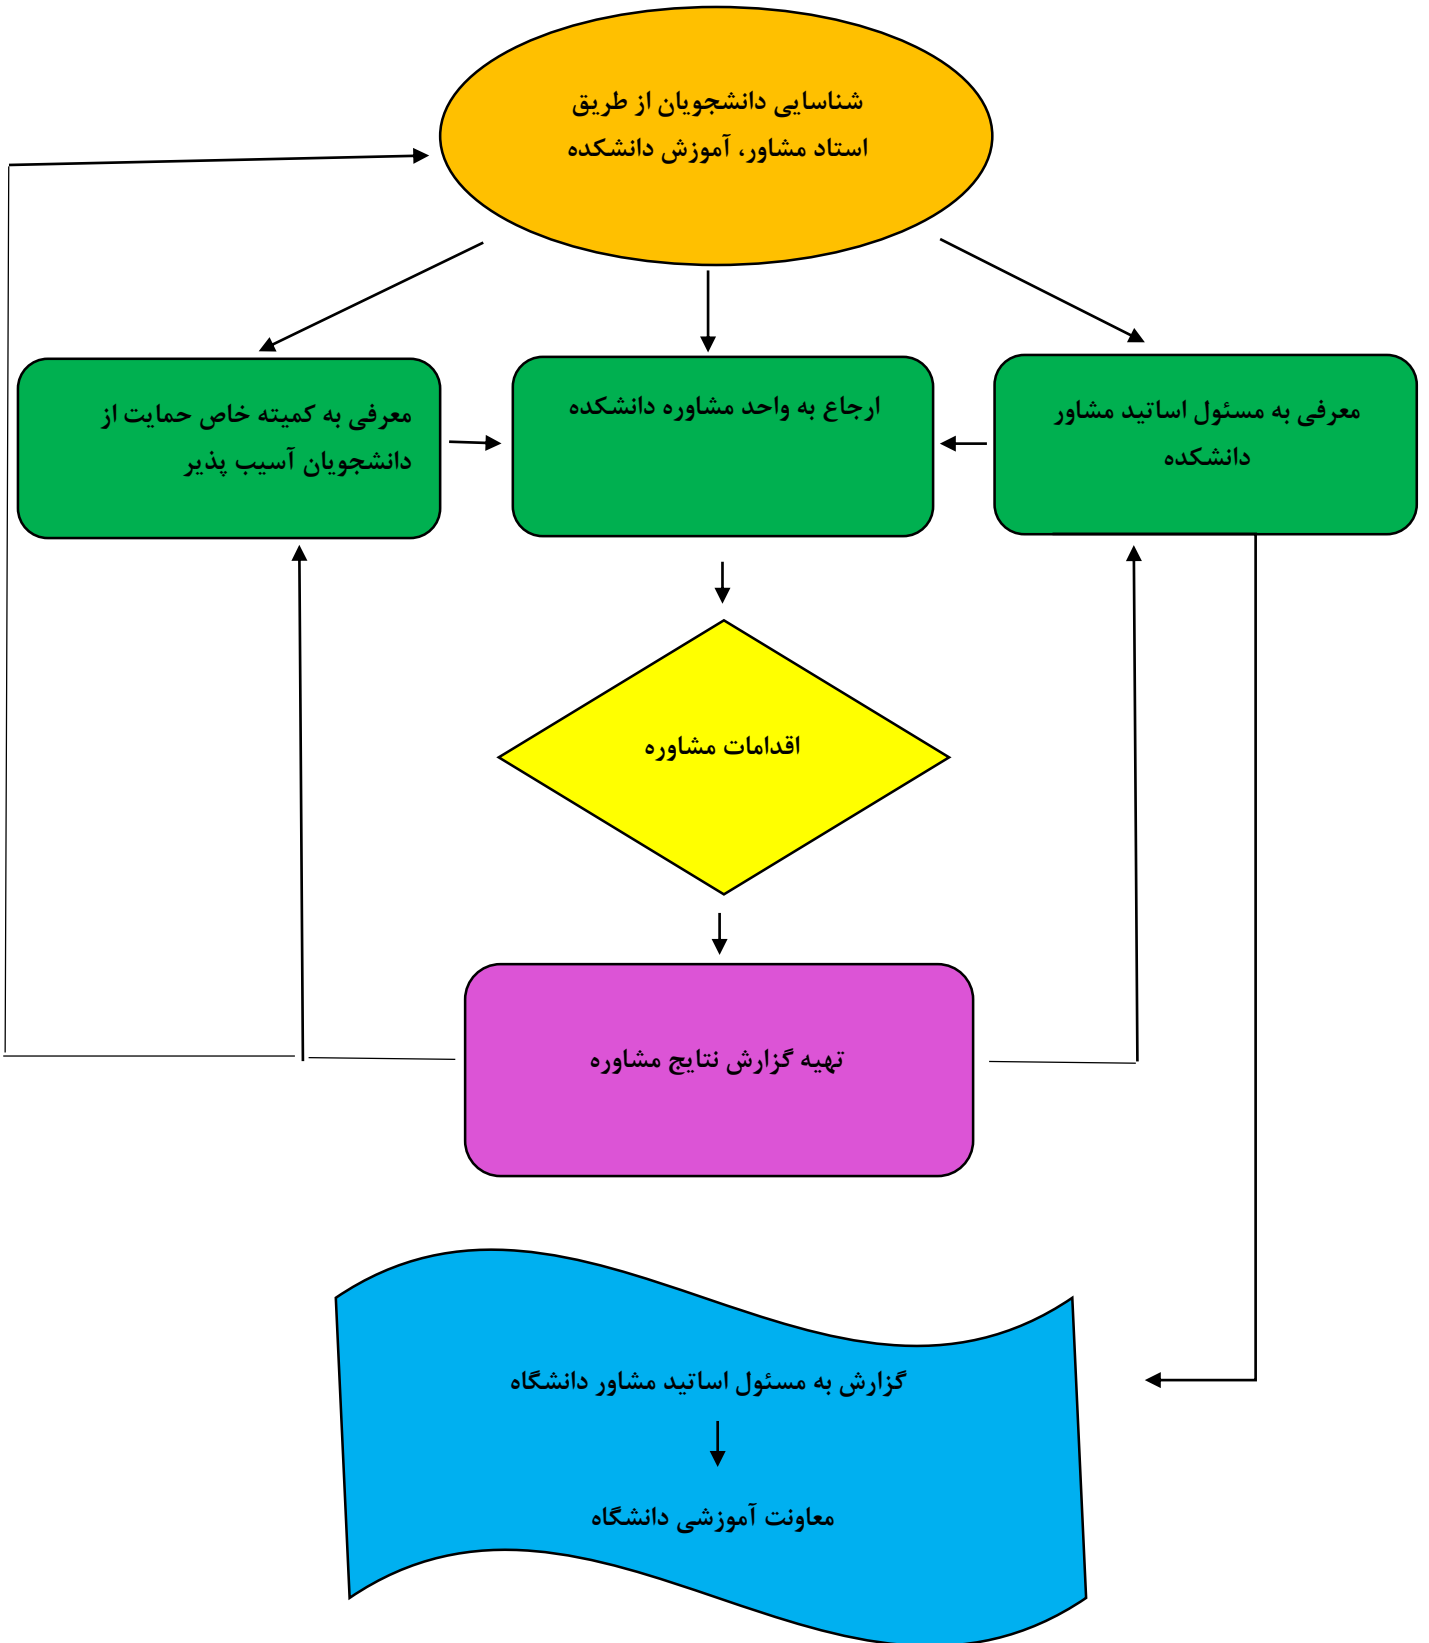 شناسایی دانشجویان از طریق
استاد مشاور، آموزش دانشکده
معرفی به مسئول اساتید مشاور
دانشکده
ارجاع به واحد مشاوره دانشکده
معرفی به کمیته خاص حمایت از
دانشجویان آسیب پذیر
اقدامات مشاوره
تهیه گزارش نتایج مشاوره
گزارش به مسئول اساتید مشاور دانشگاه
معاونت آموزشی دانشگاه